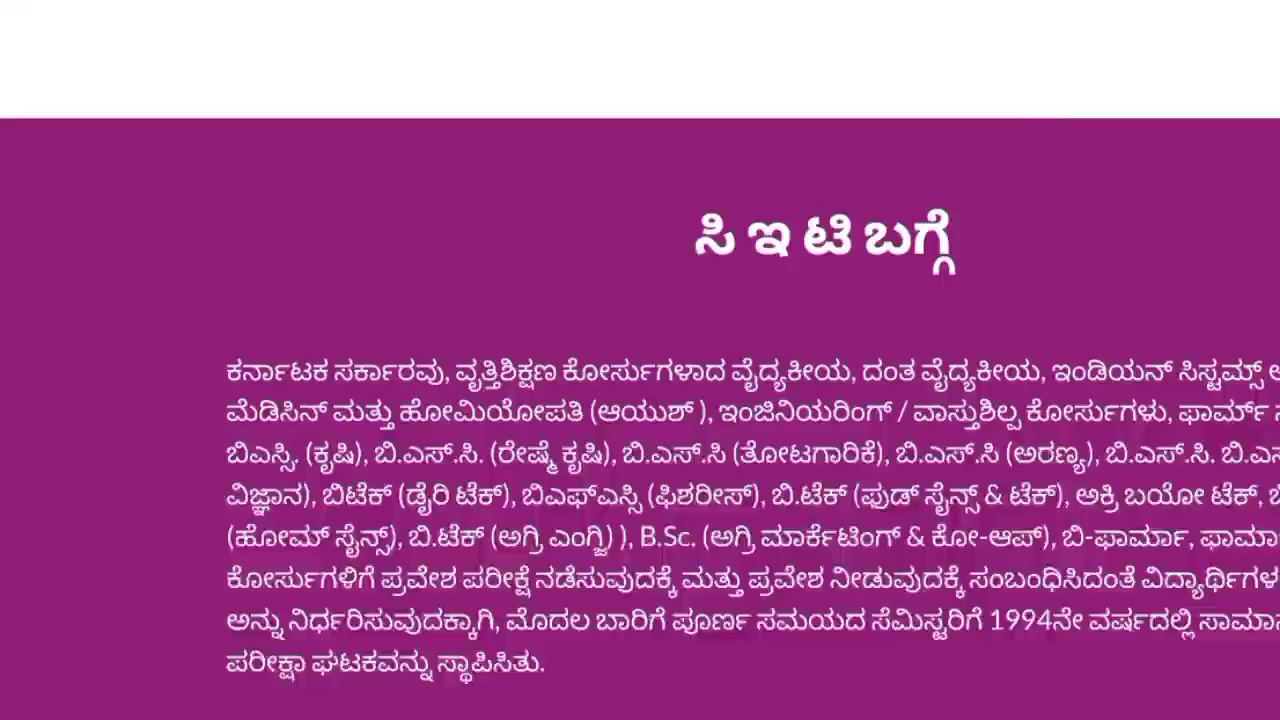 ಸಿ ಇ ಟಿ ಬಗ್ಗೆ
ಕರ್ನಾಟಕ ಸರ್ಕಾರವು, ವೃತ್ತಿಶಿಕ್ಷಣ ಕೋರ್ಸುಗಳಾದ ವೈದ್ಯಕೀಯ, ದಂತ ವೈದ್ಯಕೀಯ, ಇಂಡಿಯನ್ ಸಿಸ್ಟಮ್ಸ್
ಮೆಡಿಸಿನ್ ಮತ್ತು ಹೋಮಿಯೋಪತಿ (ಆಯುಶ್ ), ಇಂಜಿನಿಯರಿಂಗ್ / ವಾಸ್ತುಶಿಲ್ಪ ಕೋರ್ಸುಗಳು, ಫಾರ್ಮ್
ಬಿಎಸ್ಸಿ. (ಕೃಷಿ), ಬಿ.ಎಸ್.ಸಿ. (ರೇಷ್ಮೆ ಕೃಷಿ), ಬಿ.ಎಸ್.ಸಿ (ತೋಟಗಾರಿಕೆ), ಬಿ.ಎಸ್.ಸಿ (ಅರಣ್ಯ), ಬಿ.ಎಸ್.ಸಿ.
ವಿಜ್ಞಾನ), ಬಿಟೆಕ್ (ಡೈರಿ ಟೆಕ್), ಬಿಎಫ್ಎಸ್ಸಿ (ಫಿಶರೀಸ್), ಬಿ.ಟೆಕ್ (ಫುಡ್ ಸೈನ್ಸ್ & ಟೆಕ್), ಅಕ್ರಿ ಬಯೋ ಟೆಕ್,
(ಹೋಮ್ ಸೈನ್ಸ್), ಬಿ.ಟೆಕ್ (ಅಗ್ರಿ ಎಂಗ್ಜಿ) ), B.Sc. (ಅಗ್ರಿ ಮಾರ್ಕೆಟಿಂಗ್ & ಕೋ-ಆಪ್), ಬಿ-ಫಾರ್ಮಾ,
ಕೋರ್ಸುಗಳಿಗೆ ಪ್ರವೇಶ ಪರೀಕ್ಷೆ ನಡೆಸುವುದಕ್ಕೆ ಮತ್ತು ಪ್ರವೇಶ ನೀಡುವುದಕ್ಕೆ ಸಂಬಂಧಿಸಿದಂತೆ
ಅನ್ನು ನಿರ್ಧರಿಸುವುದಕ್ಕಾಗಿ, ಮೊದಲ ಬಾರಿಗೆ ಪೂರ್ಣ ಸಮಯದ ಸೆಮಿಸ್ಟರಿಗೆ 1994ನೇ ವರ್ಷದಲ್ಲಿ
ಪರೀಕ್ಷಾ ಘಟಕವನ್ನು ಸ್ಥಾಪಿಸಿತು.